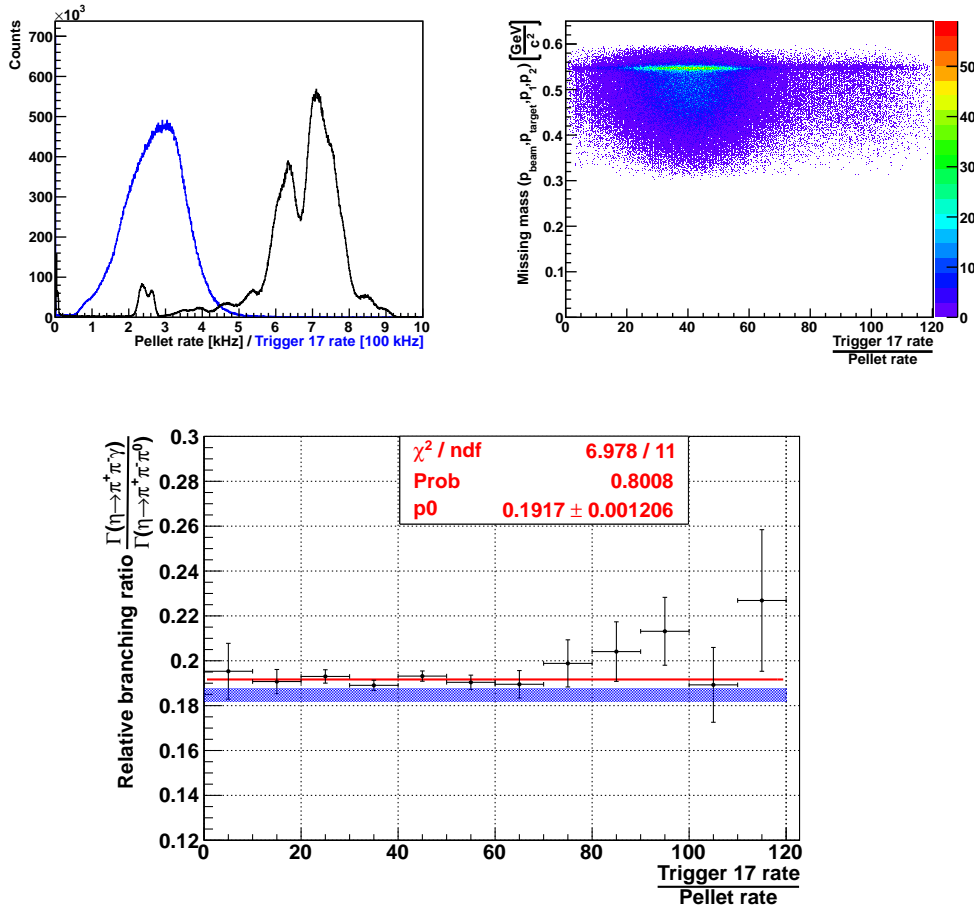 ×10³
Counts
700
600
500
400
300
200
100
0
0 1 2 3 4 5 6 7 8 9 10
Pellet rate [kHz] / Trigger 17 rate [100 kHz]
Missing mass (p_beam,p_target,p_1,p_2) [GeV/c²]
0.6
0.5
0.4
0.3
0.2
0.1
0
0 20 40 60 80 100 120
Trigger 17 rate
Pellet rate
50
40
30
20
10
0
Relative branching ratio Γ(η→π⁺π⁻γ)/Γ(η→π⁺π⁻π⁰)
0.3
0.28
0.26
0.24
0.22
0.2
0.18
0.16
0.14
0.12
χ² / ndf 6.978 / 11
Prob 0.8008
p0 0.1917 ± 0.001206
0 20 40 60 80 100 120
Trigger 17 rate
Pellet rate